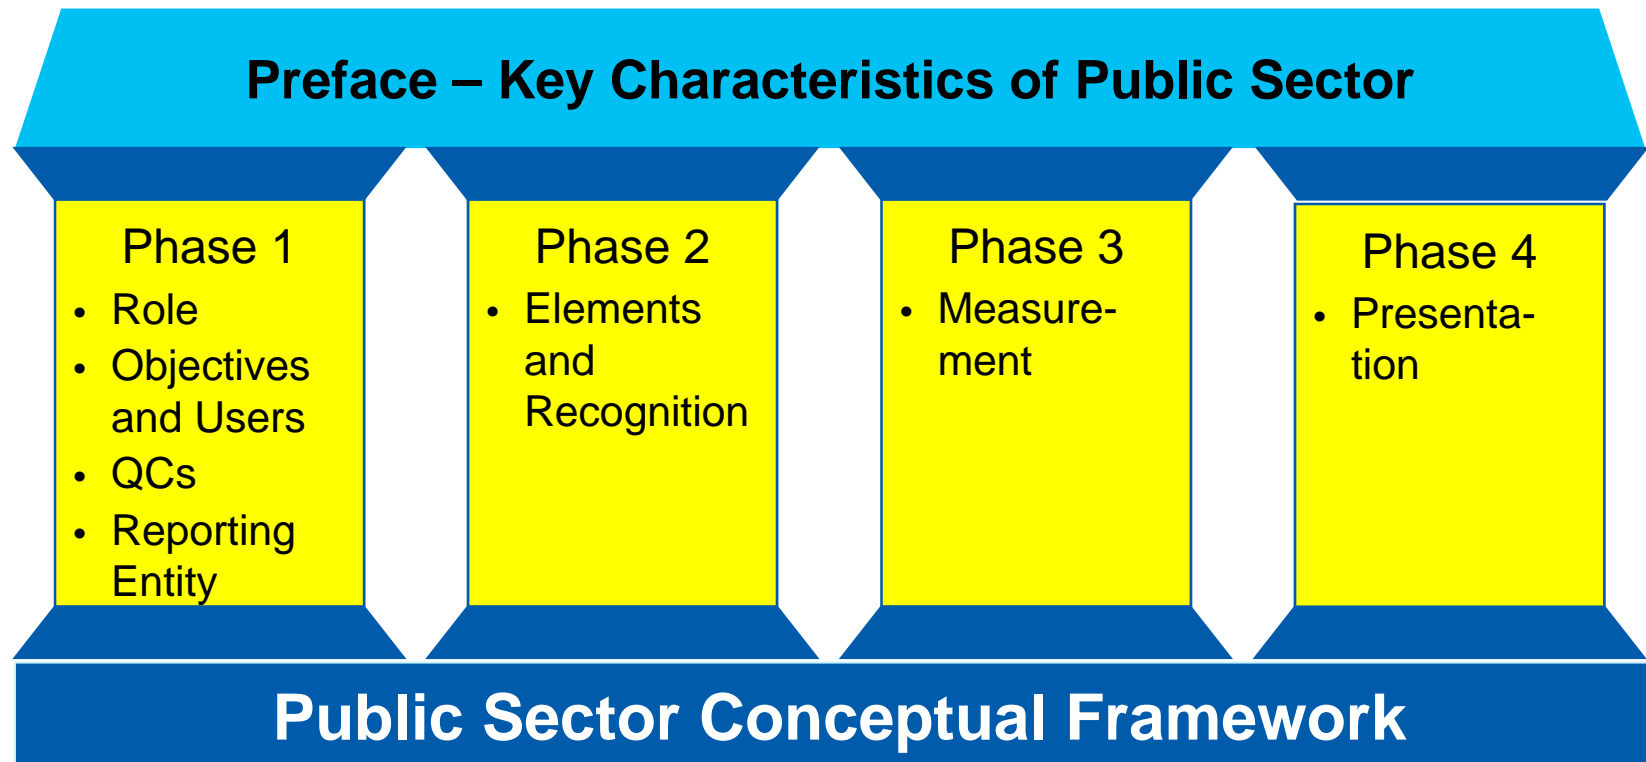 Preface – Key Characteristics of Public Sector
Phase 1
• Role
• Objectives
and Users
• QCs
• Reporting
Entity
Phase 2
• Elements
and
Recognition
Phase 3
• Measure-
ment
Phase 4
• Presenta-
tion
Public Sector Conceptual Framework